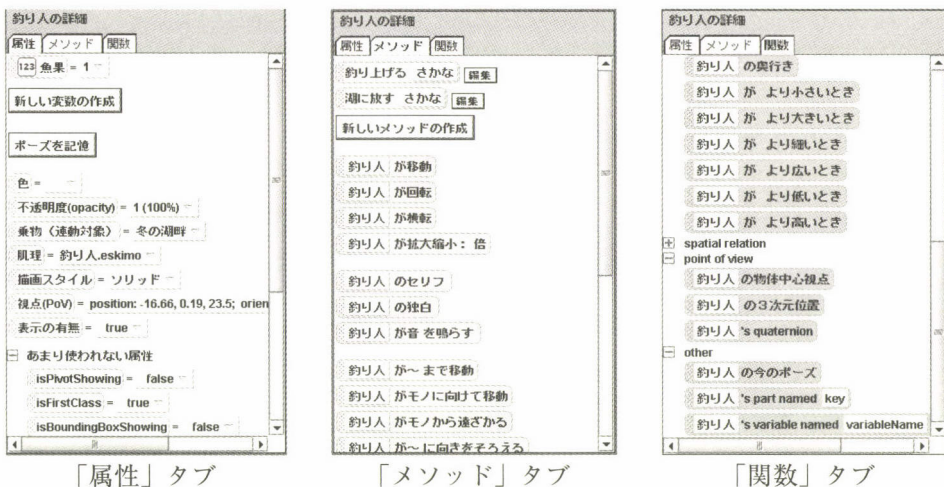 釣り人の詳細
属性 メソッド 関数
123 魚果 = 1
新しい変数の作成
ポーズを記憶
色 =
不透明度(opacity) = 1 (100%)
乗物（連動対象） = 冬の湖畔
肌理 = 釣り人.eskimo
描画スタイル = ソリッド
視点(PoV) = position: -16.66, 0.19, 23.5; orien
表示の有無 = true
あまり使われない属性
isPivotShowing = false
isFirstClass = true
isBoundingBoxShowing = false
「属性」タブ
釣り人の詳細
属性 メソッド 関数
釣り上げる さかな 編集
湖に放す さかな 編集
新しいメソッドの作成
釣り人 が移動
釣り人 が回転
釣り人 が横転
釣り人 が拡大縮小： 倍
釣り人 のセリフ
釣り人 の独白
釣り人 が音 を鳴らす
釣り人 が～ まで移動
釣り人 がモノに向けて移動
釣り人 がモノから遠ざかる
釣り人 が～ に向きをそろえる
「メソッド」タブ
釣り人の詳細
属性 メソッド 関数
釣り人 の奥行き
釣り人 が より小さいとき
釣り人 が より大きいとき
釣り人 が より細いとき
釣り人 が より広いとき
釣り人 が より低いとき
釣り人 が より高いとき
spatial relation
point of view
釣り人 の物体中心視点
釣り人 の３次元位置
釣り人 's quaternion
other
釣り人 の今のポーズ
釣り人 's part named key
釣り人 's variable named variableName
「関数」タブ